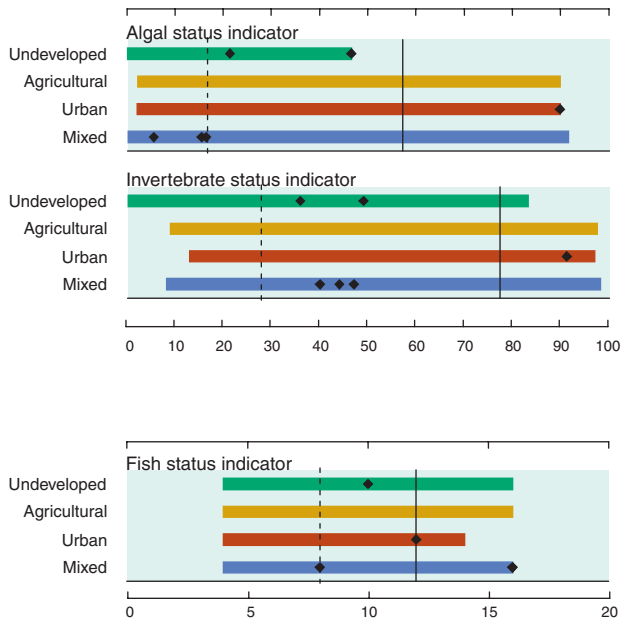 Algal status indicator
Undeveloped
Agricultural
Urban
Mixed
Invertebrate status indicator
Undeveloped
Agricultural
Urban
Mixed
0 10 20 30 40 50 60 70 80 90 100
Fish status indicator
Undeveloped
Agricultural
Urban
Mixed
0 5 10 15 20